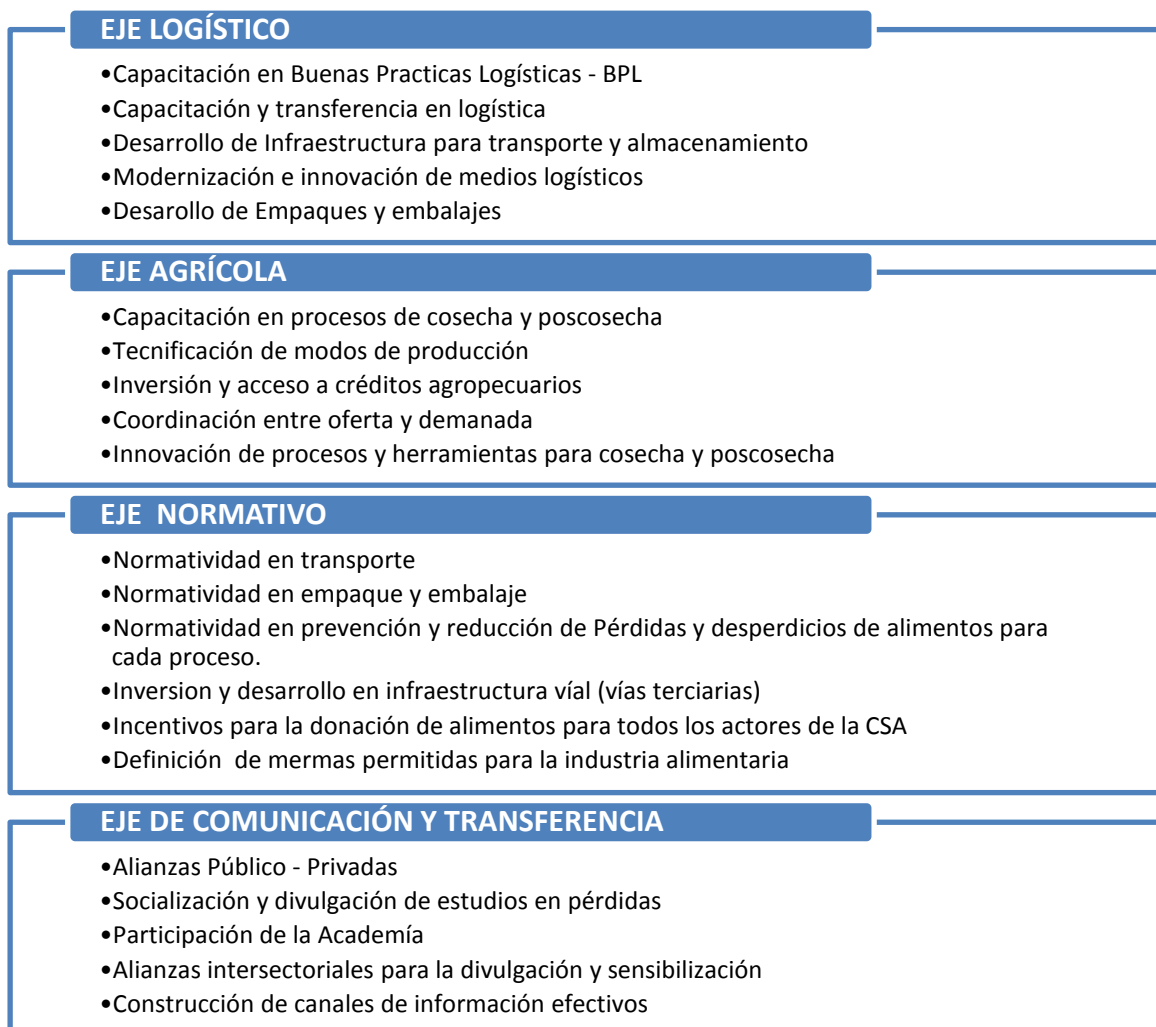 EJE LOGÍSTICO
•Capacitación en Buenas Practicas Logísticas - BPL
•Capacitación y transferencia en logística
•Desarrollo de Infraestructura para transporte y almacenamiento
•Modernización e innovación de medios logísticos
•Desarollo de Empaques y embalajes
EJE AGRÍCOLA
•Capacitación en procesos de cosecha y poscosecha
•Tecnificación de modos de producción
•Inversión y acceso a créditos agropecuarios
•Coordinación entre oferta y demanada
•Innovación de procesos y herramientas para cosecha y poscosecha
EJE  NORMATIVO
•Normatividad en transporte
•Normatividad en empaque y embalaje
•Normatividad en prevención y reducción de Pérdidas y desperdicios de alimentos para
cada proceso.
•Inversion y desarrollo en infraestructura víal (vías terciarias)
•Incentivos para la donación de alimentos para todos los actores de la CSA
•Definición  de mermas permitidas para la industria alimentaria
EJE DE COMUNICACIÓN Y TRANSFERENCIA
•Alianzas Público - Privadas
•Socialización y divulgación de estudios en pérdidas
•Participación de la Academía
•Alianzas intersectoriales para la divulgación y sensibilización
•Construcción de canales de información efectivos